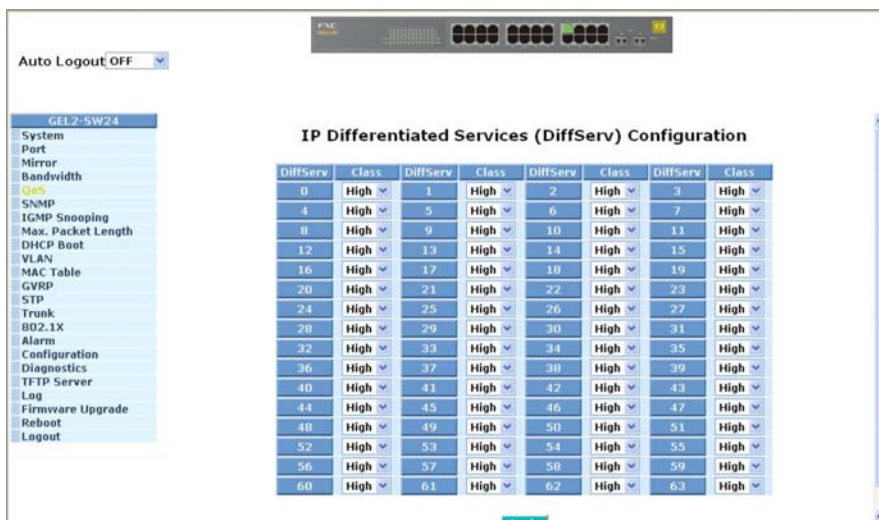 FXC
Auto Logout OFF
GEL2-SW24
System
Port
Mirror
Bandwidth
QoS
SNMP
IGMP Snooping
Max. Packet Length
DHCP Boot
VLAN
MAC Table
GVRP
STP
Trunk
802.1X
Alarm
Configuration
Diagnostics
TFTP Server
Log
Firmware Upgrade
Reboot
Logout
IP Differentiated Services (DiffServ) Configuration
DiffServ Class DiffServ Class DiffServ Class DiffServ Class
0 High 1 High 2 High 3 High
4 High 5 High 6 High 7 High
8 High 9 High 10 High 11 High
12 High 13 High 14 High 15 High
16 High 17 High 18 High 19 High
20 High 21 High 22 High 23 High
24 High 25 High 26 High 27 High
28 High 29 High 30 High 31 High
32 High 33 High 34 High 35 High
36 High 37 High 38 High 39 High
40 High 41 High 42 High 43 High
44 High 45 High 46 High 47 High
48 High 49 High 50 High 51 High
52 High 53 High 54 High 55 High
56 High 57 High 58 High 59 High
60 High 61 High 62 High 63 High